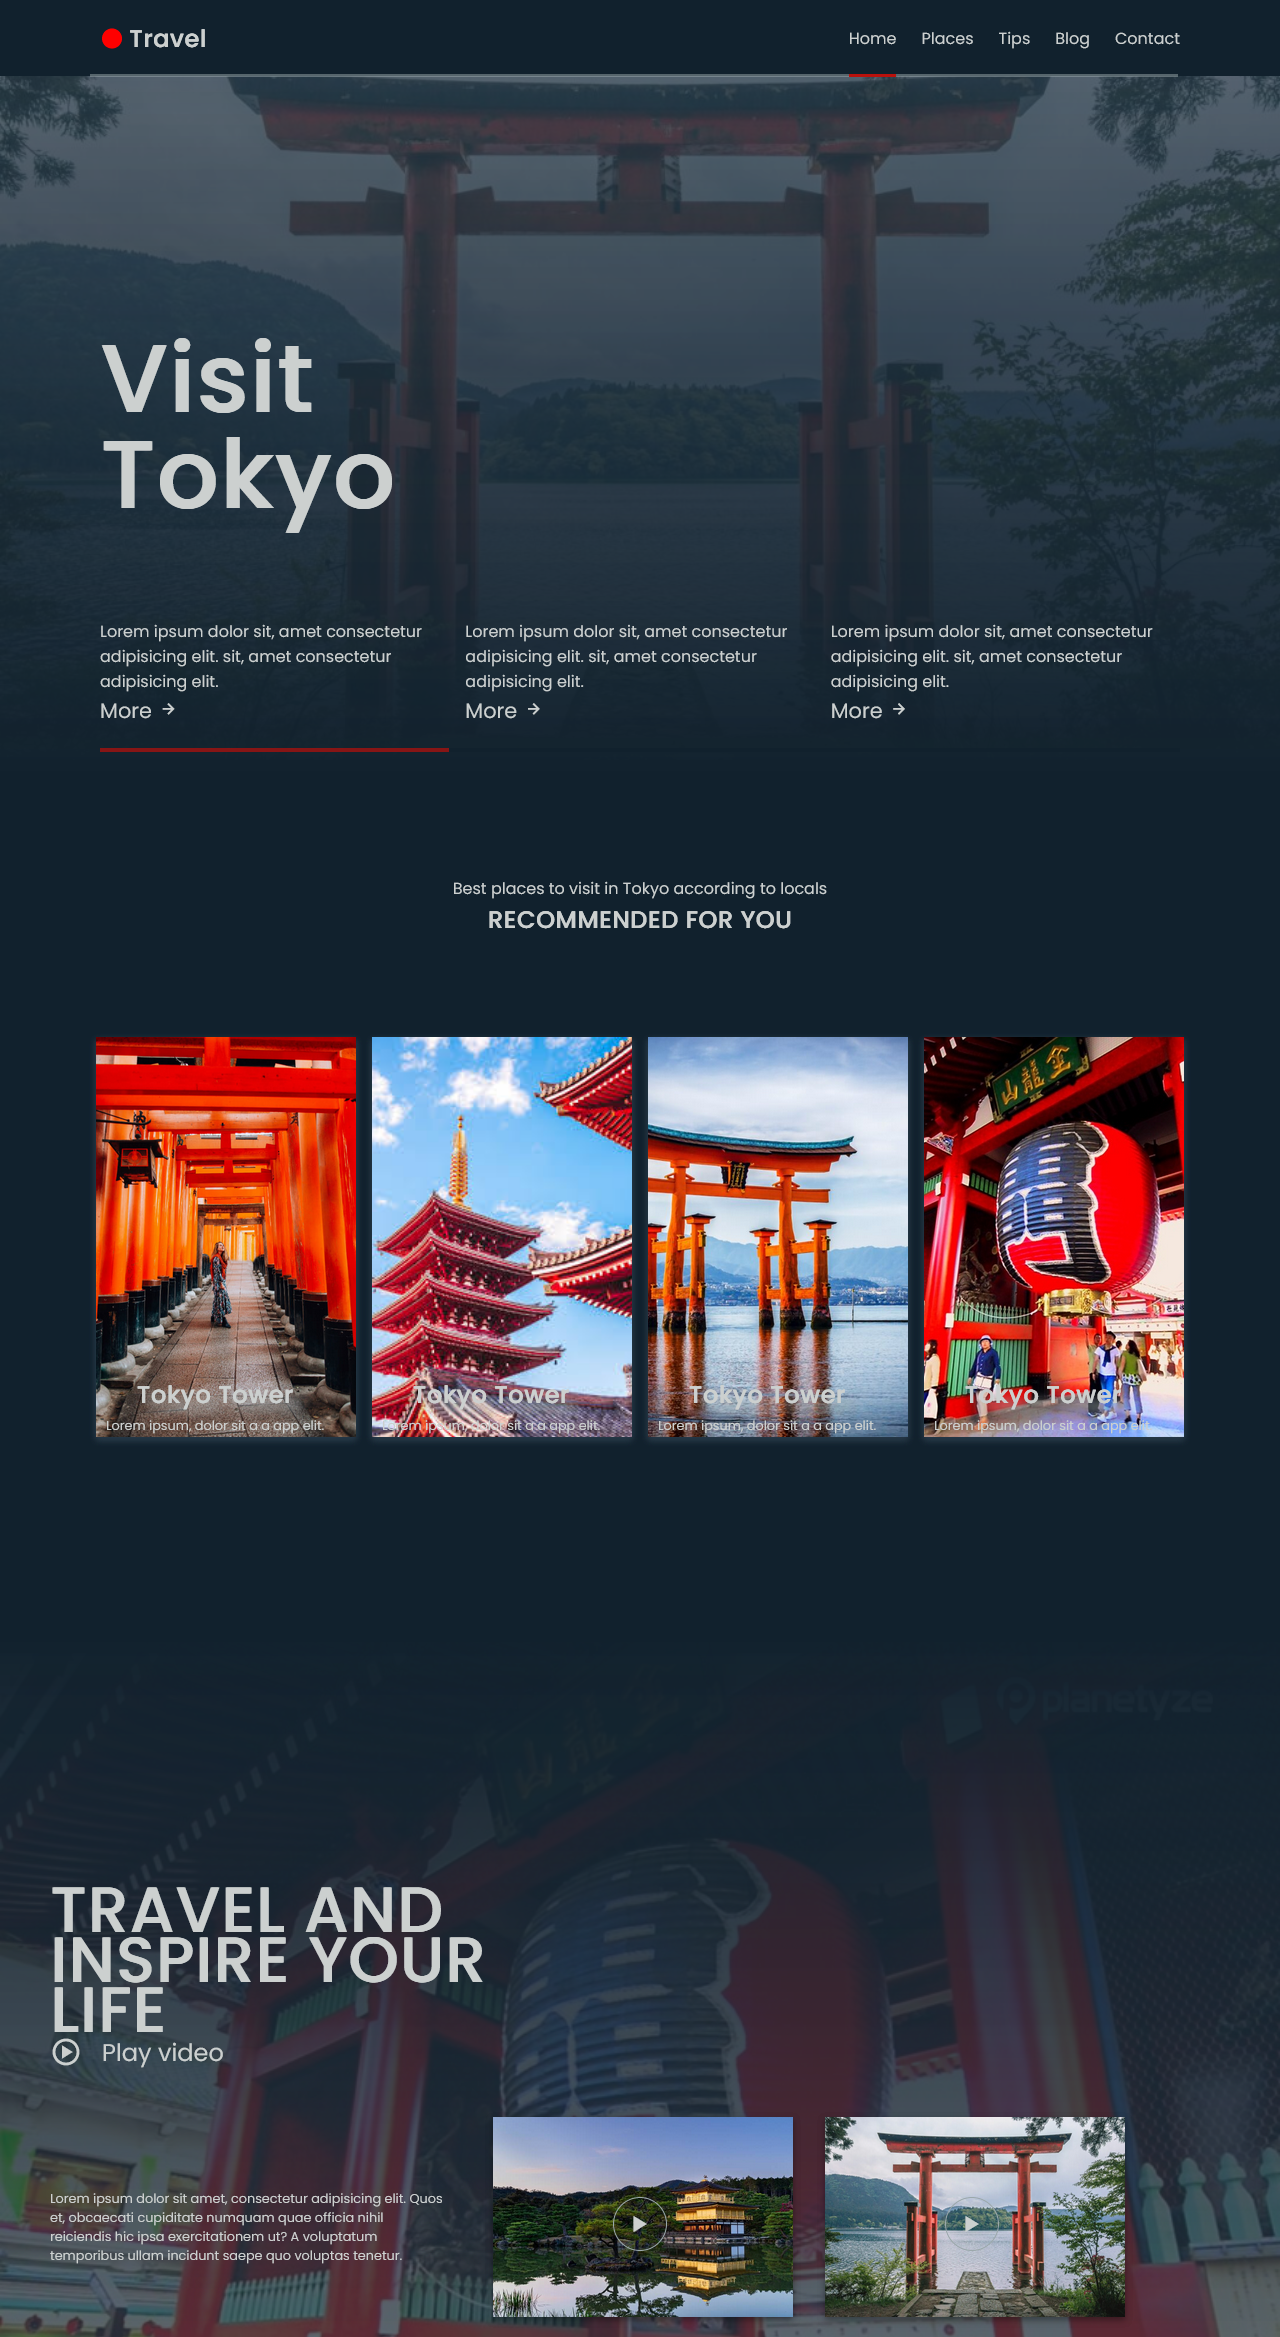 Travel
Home Places Tips Blog Contact
Visit
Tokyo
Lorem ipsum dolor sit, amet consectetur
adipisicing elit. sit, amet consectetur
adipisicing elit.
More
Lorem ipsum dolor sit, amet consectetur
adipisicing elit. sit, amet consectetur
adipisicing elit.
More
Lorem ipsum dolor sit, amet consectetur
adipisicing elit. sit, amet consectetur
adipisicing elit.
More
Best places to visit in Tokyo according to locals
RECOMMENDED FOR YOU
Tokyo Tower
Lorem ipsum, dolor sit a a app elit.
Tokyo Tower
Lorem ipsum, dolor sit a a app elit.
Tokyo Tower
Lorem ipsum, dolor sit a a app elit.
山龍金
Tokyo Tower
Lorem ipsum, dolor sit a a app elit.
planetyze
山龍
TRAVEL AND
INSPIRE YOUR
LIFE
Play video
Lorem ipsum dolor sit amet, consectetur adipisicing elit. Quos
et, obcaecati cupiditate numquam quae officia nihil
reiciendis hic ipsa exercitationem ut? A voluptatum
temporibus ullam incidunt saepe quo voluptas tenetur.